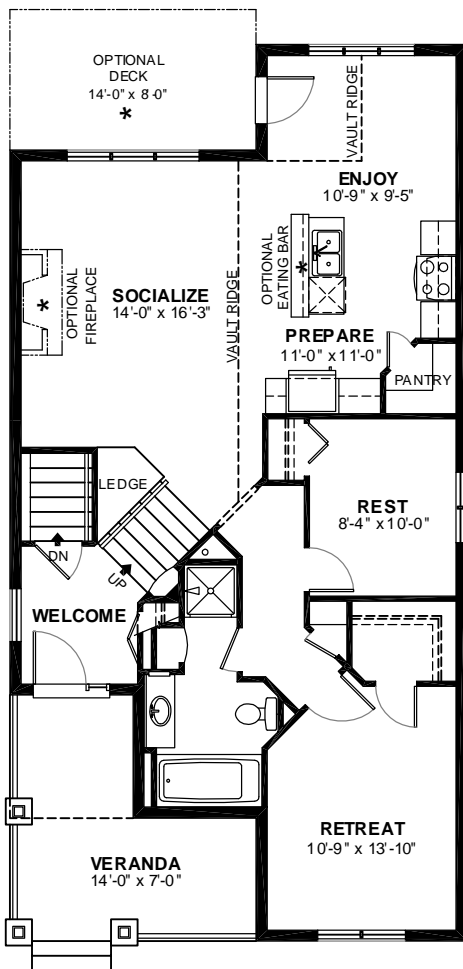 OPTIONAL
DECK
14'-0" x 8'-0"
*
VAULT RIDGE
ENJOY
10'-9" x 9'-5"
OPTIONAL
EATING BAR
*
SOCIALIZE
14'-0" x 16'-3"
*
OPTIONAL
FIREPLACE
VAULT RIDGE
PREPARE
11'-0" x 11'-0"
PANTRY
LEDGE
REST
8'-4" x 10'-0"
DN
UP
WELCOME
RETREAT
10'-9" x 13'-10"
VERANDA
14'-0" x 7'-0"